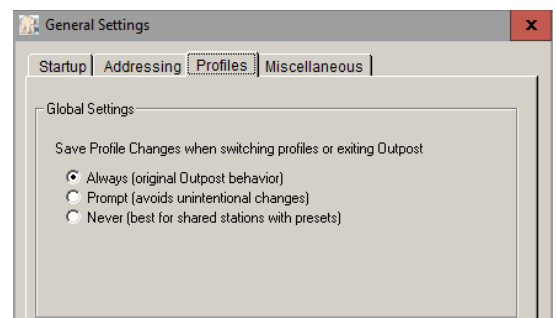 General Settings
x
Startup Addressing Profiles Miscellaneous
Global Settings
Save Profile Changes when switching profiles or exiting Outpost
Always (original Outpost behavior)
Prompt (avoids unintentional changes)
Never (best for shared stations with presets)